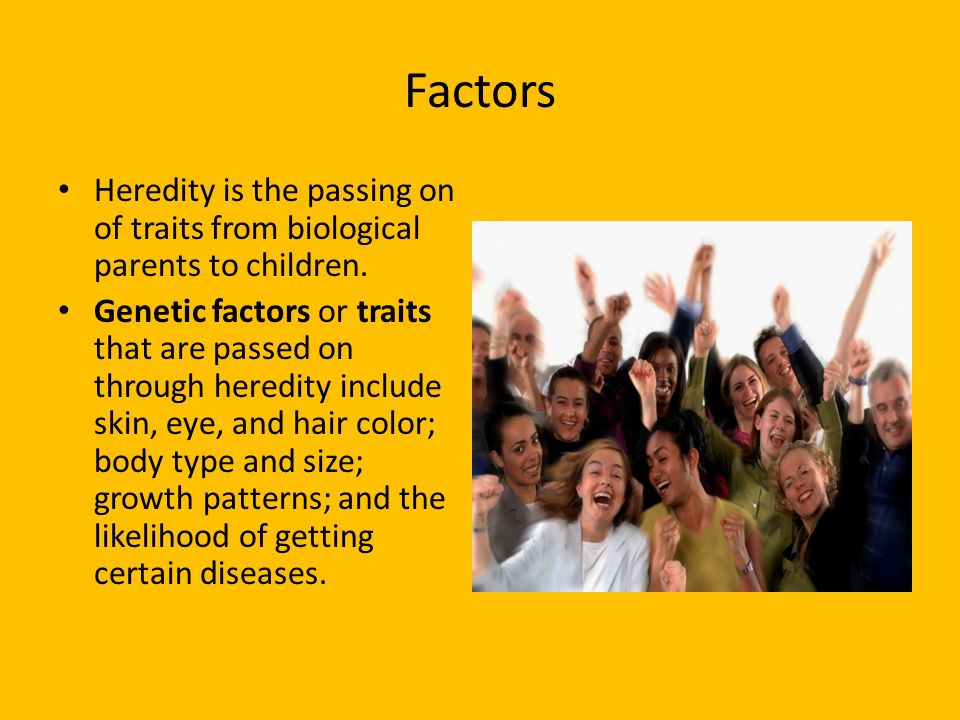 Factors
• Heredity is the passing on
of traits from biological
parents to children.
• Genetic factors or traits
that are passed on
through heredity include
skin, eye, and hair color;
body type and size;
growth patterns; and the
likelihood of getting
certain diseases.